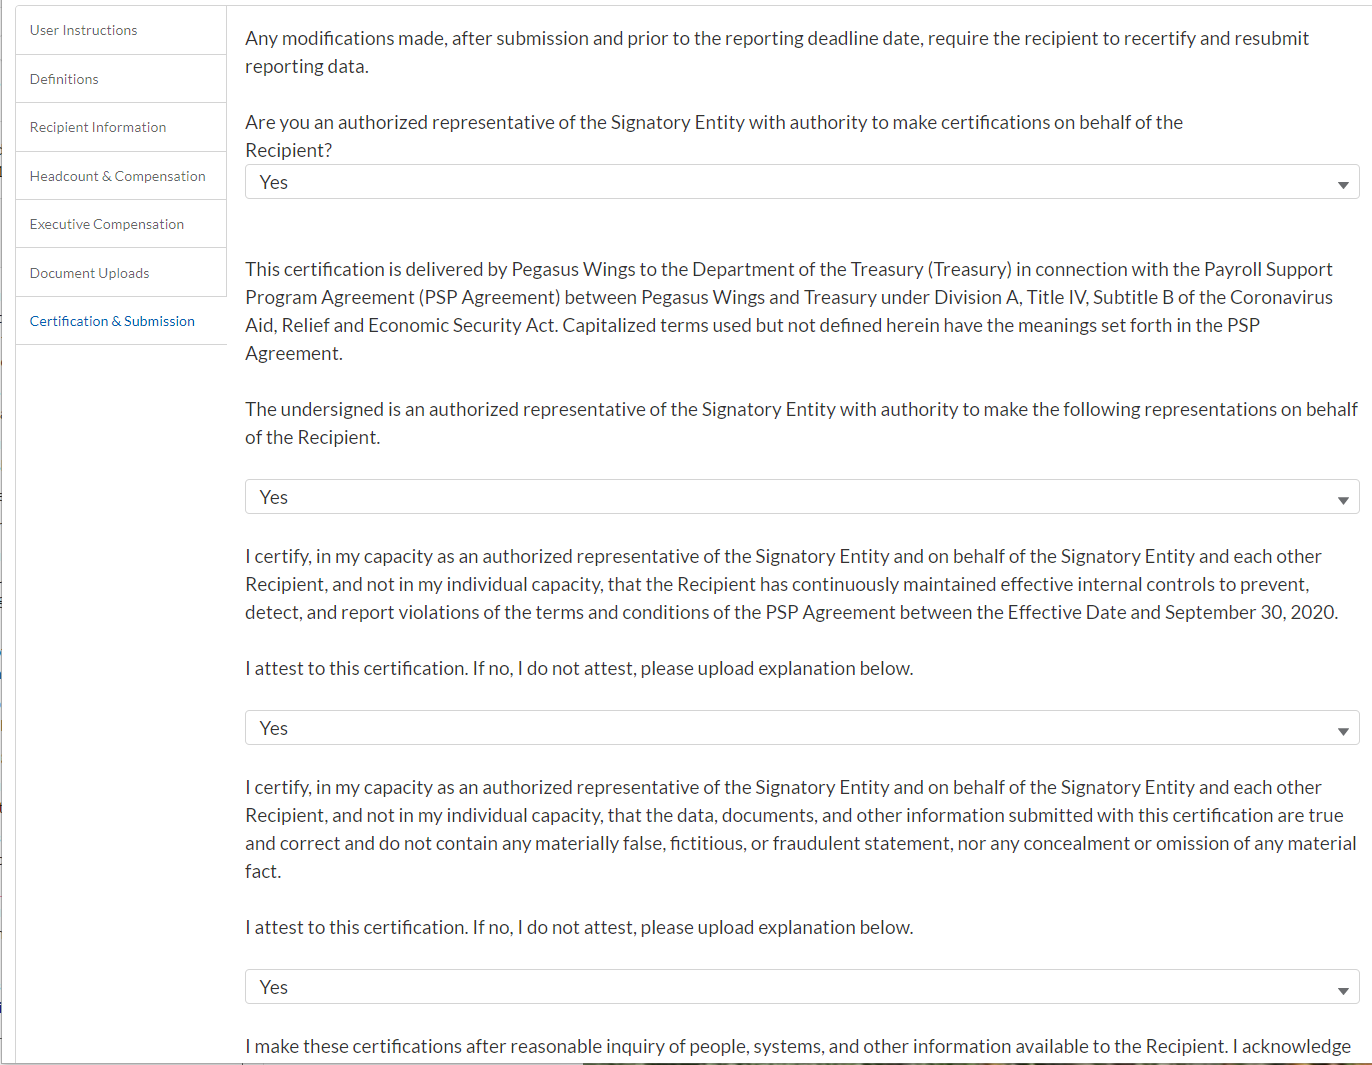 User Instructions
Definitions
Recipient Information
Headcount & Compensation
Executive Compensation
Document Uploads
Certification & Submission
Any modifications made, after submission and prior to the reporting deadline date, require the recipient to recertify and resubmit
reporting data.
Are you an authorized representative of the Signatory Entity with authority to make certifications on behalf of the
Recipient?
Yes
This certification is delivered by Pegasus Wings to the Department of the Treasury (Treasury) in connection with the Payroll Support
Program Agreement (PSP Agreement) between Pegasus Wings and Treasury under Division A, Title IV, Subtitle B of the Coronavirus
Aid, Relief and Economic Security Act. Capitalized terms used but not defined herein have the meanings set forth in the PSP
Agreement.
The undersigned is an authorized representative of the Signatory Entity with authority to make the following representations on behalf
of the Recipient.
Yes
I certify, in my capacity as an authorized representative of the Signatory Entity and on behalf of the Signatory Entity and each other
Recipient, and not in my individual capacity, that the Recipient has continuously maintained effective internal controls to prevent,
detect, and report violations of the terms and conditions of the PSP Agreement between the Effective Date and September 30, 2020.
I attest to this certification. If no, I do not attest, please upload explanation below.
Yes
I certify, in my capacity as an authorized representative of the Signatory Entity and on behalf of the Signatory Entity and each other
Recipient, and not in my individual capacity, that the data, documents, and other information submitted with this certification are true
and correct and do not contain any materially false, fictitious, or fraudulent statement, nor any concealment or omission of any material
fact.
I attest to this certification. If no, I do not attest, please upload explanation below.
Yes
I make these certifications after reasonable inquiry of people, systems, and other information available to the Recipient. I acknowledge